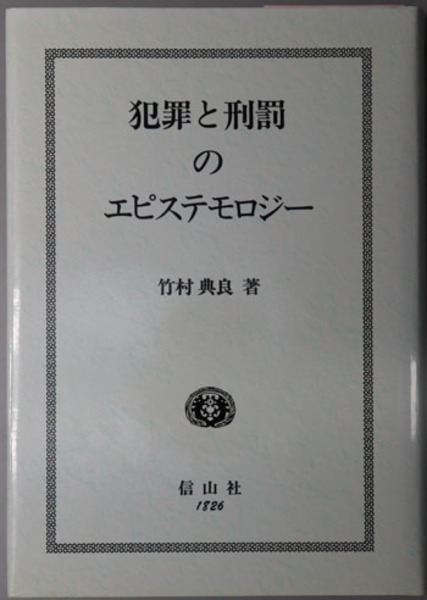 犯罪と刑罰
の
エピステモロジー
竹村典良 著
信山社
1826